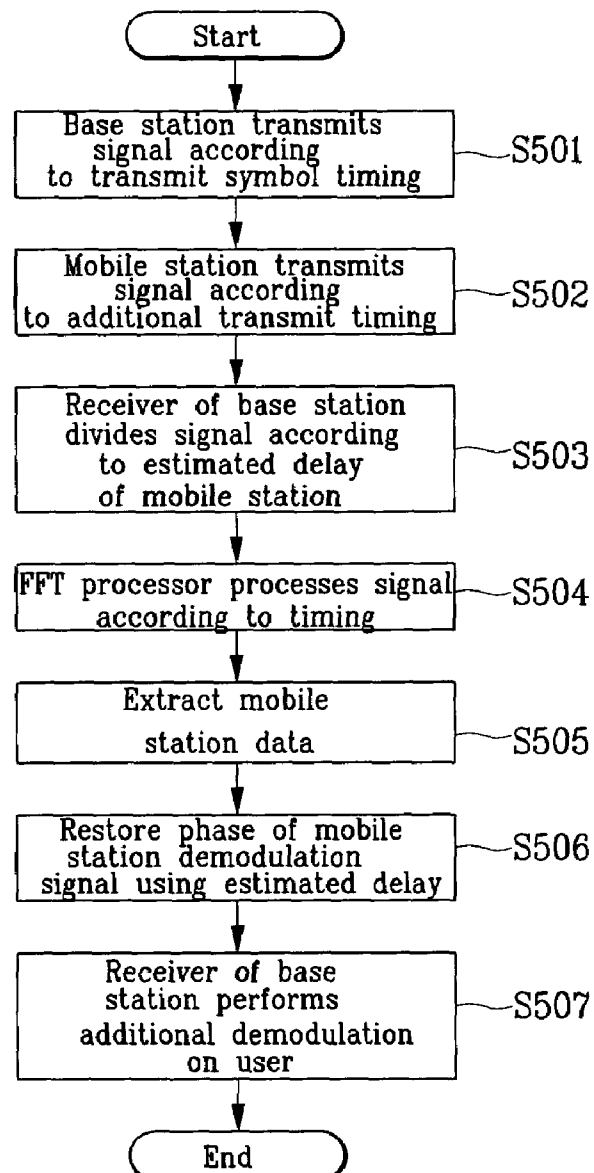 Start
Base station transmits
signal according
to transmit symbol timing
S501
Mobile station transmits
signal according
to additional transmit timing
S502
Receiver of base station
divides signal according
to estimated delay
of mobile station
S503
FFT processor processes signal
according to timing
S504
Extract mobile
station data
S505
Restore phase of mobile
station demodulation
signal using estimated delay
S506
Receiver of base
station performs
additional demodulation
on user
S507
End